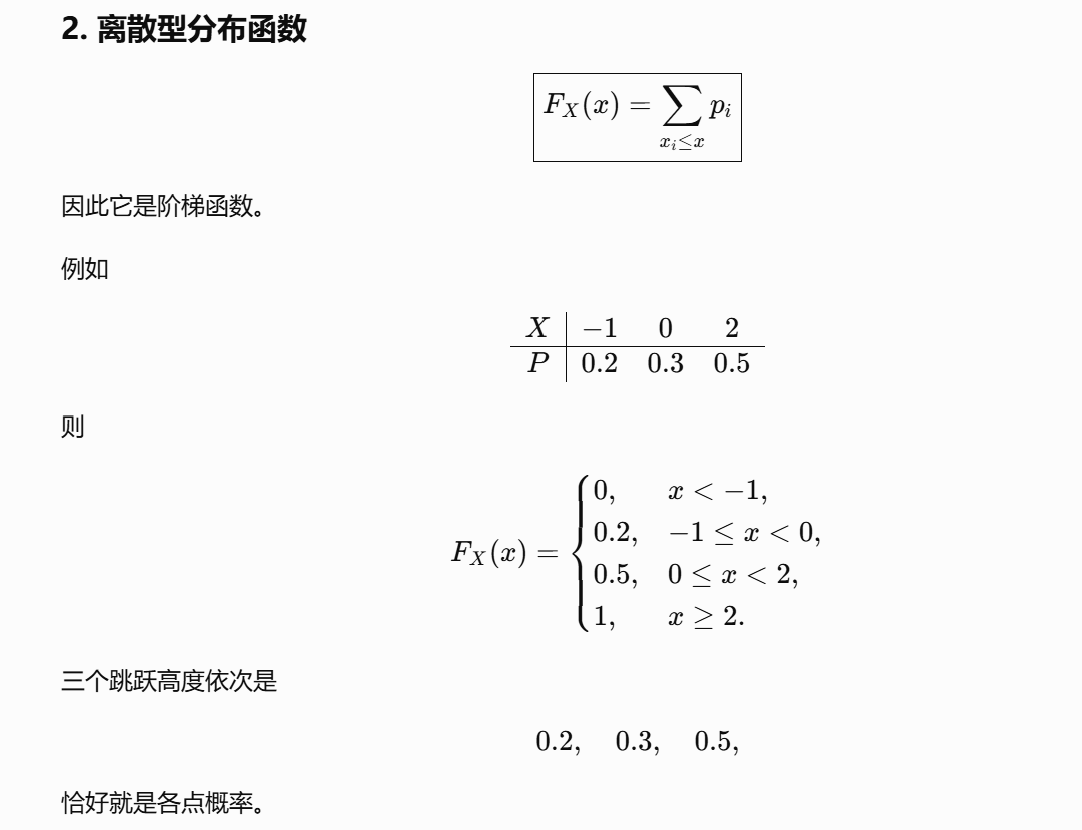 2. 离散型分布函数
F_X(x) = ∑_{x_i≤x} p_i
因此它是阶梯函数。
例如
X | −1 0 2
P | 0.2 0.3 0.5
则
F_X(x) = { 0, x < −1,
0.2, −1 ≤ x < 0,
0.5, 0 ≤ x < 2,
1, x ≥ 2.
三个跳跃高度依次是
0.2, 0.3, 0.5,
恰好就是各点概率。